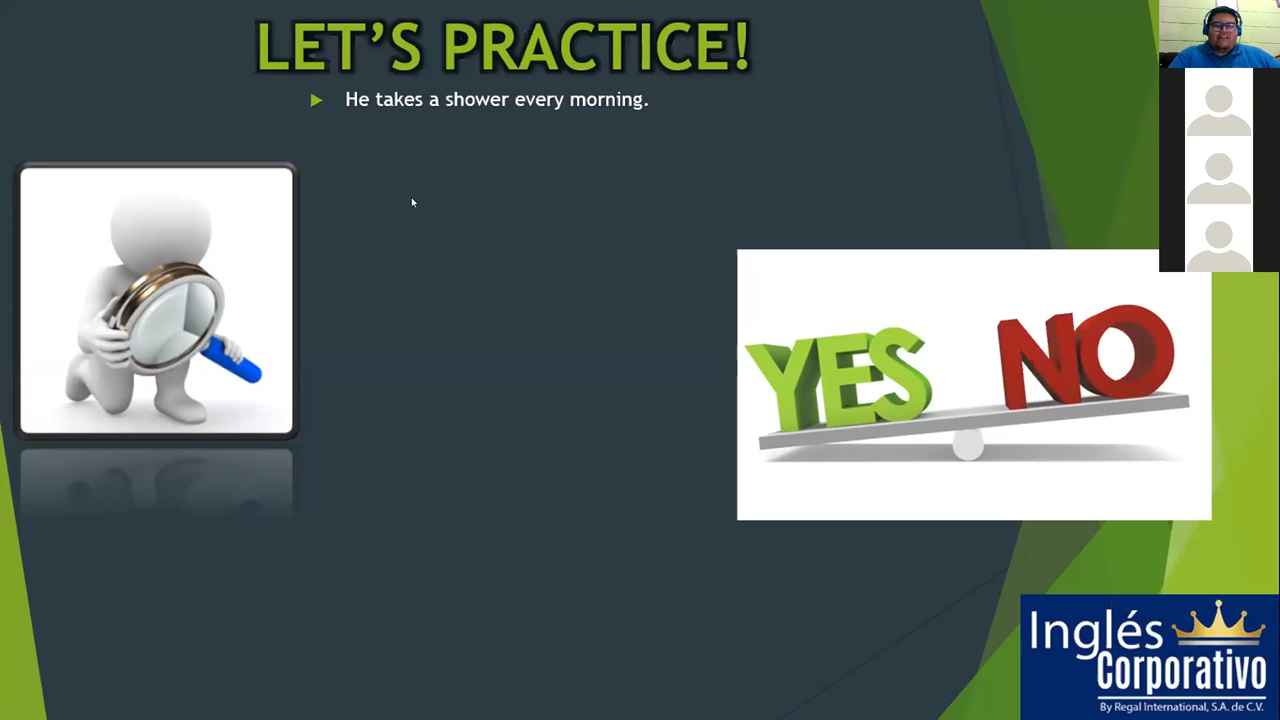 LET'S PRACTICE!
He takes a shower every morning.
YES NO
Inglés
Corporativo
By Regal International, S.A. de C.V.